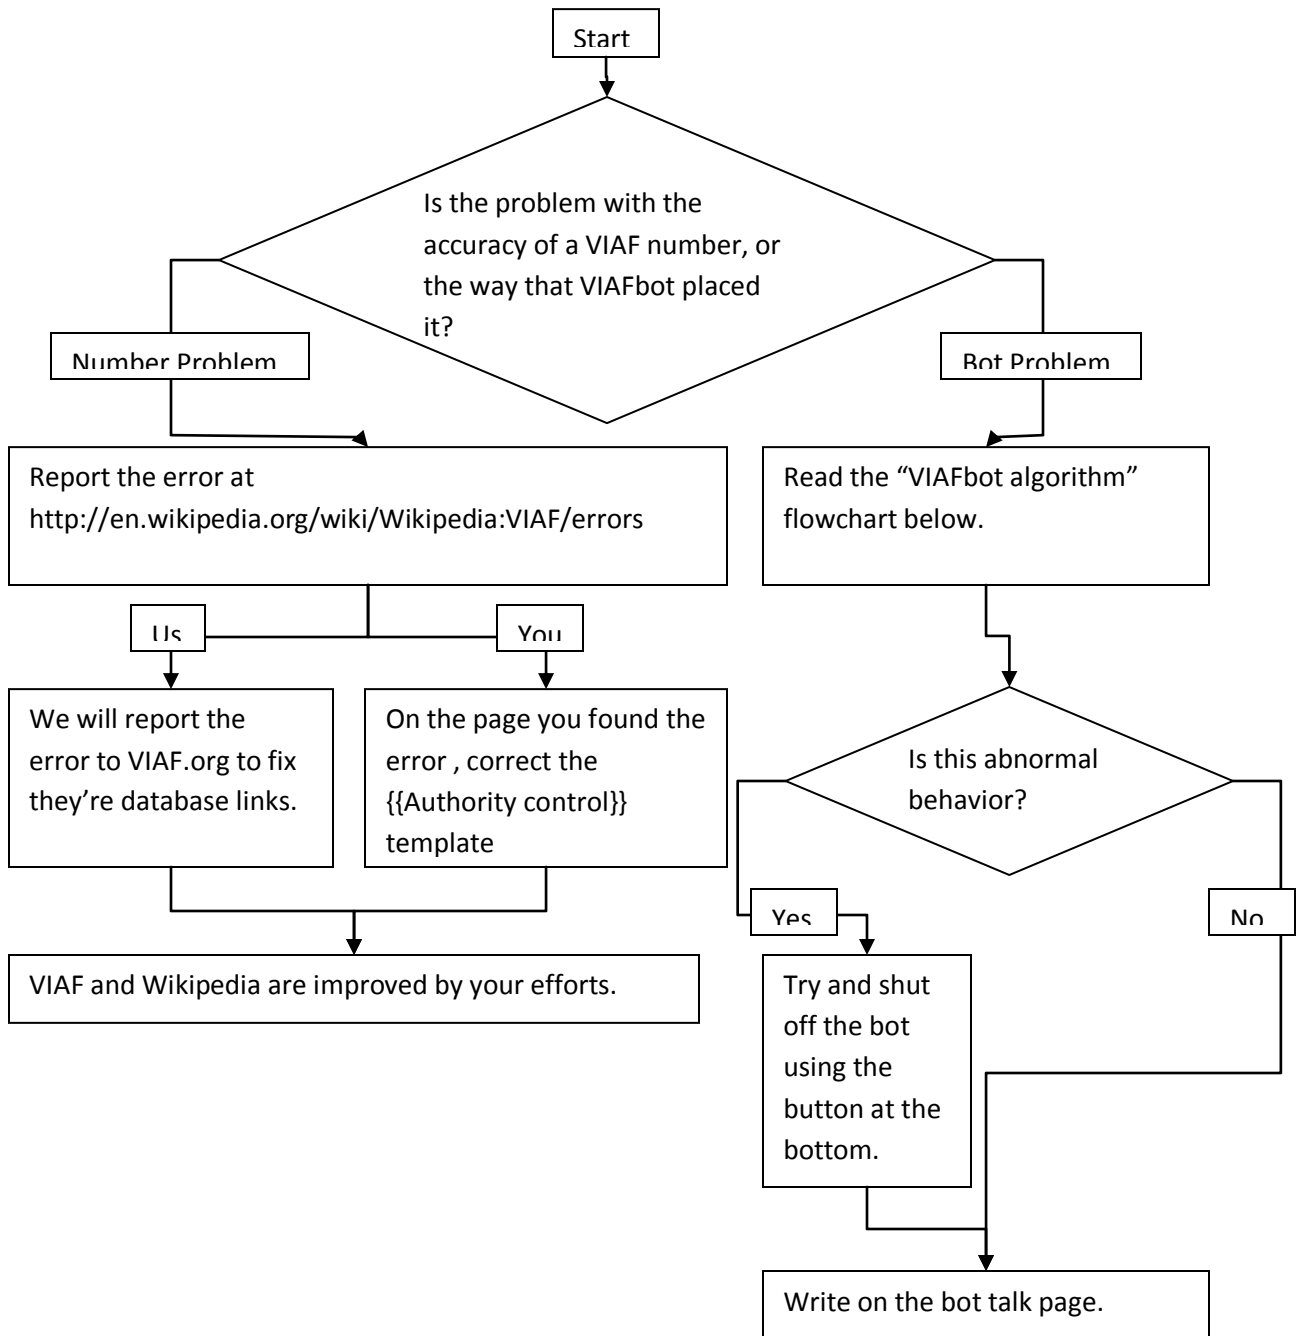 Start
Is the problem with the
accuracy of a VIAF number, or
the way that VIAFbot placed
it?
Number Problem
Bot Problem
Report the error at
http://en.wikipedia.org/wiki/Wikipedia:VIAF/errors
Read the “VIAFbot algorithm”
flowchart below.
Us
You
We will report the
error to VIAF.org to fix
they’re database links.
On the page you found the
error , correct the
{{Authority control}}
template
Is this abnormal
behavior?
Yes
No
VIAF and Wikipedia are improved by your efforts.
Try and shut
off the bot
using the
button at the
bottom.
Write on the bot talk page.